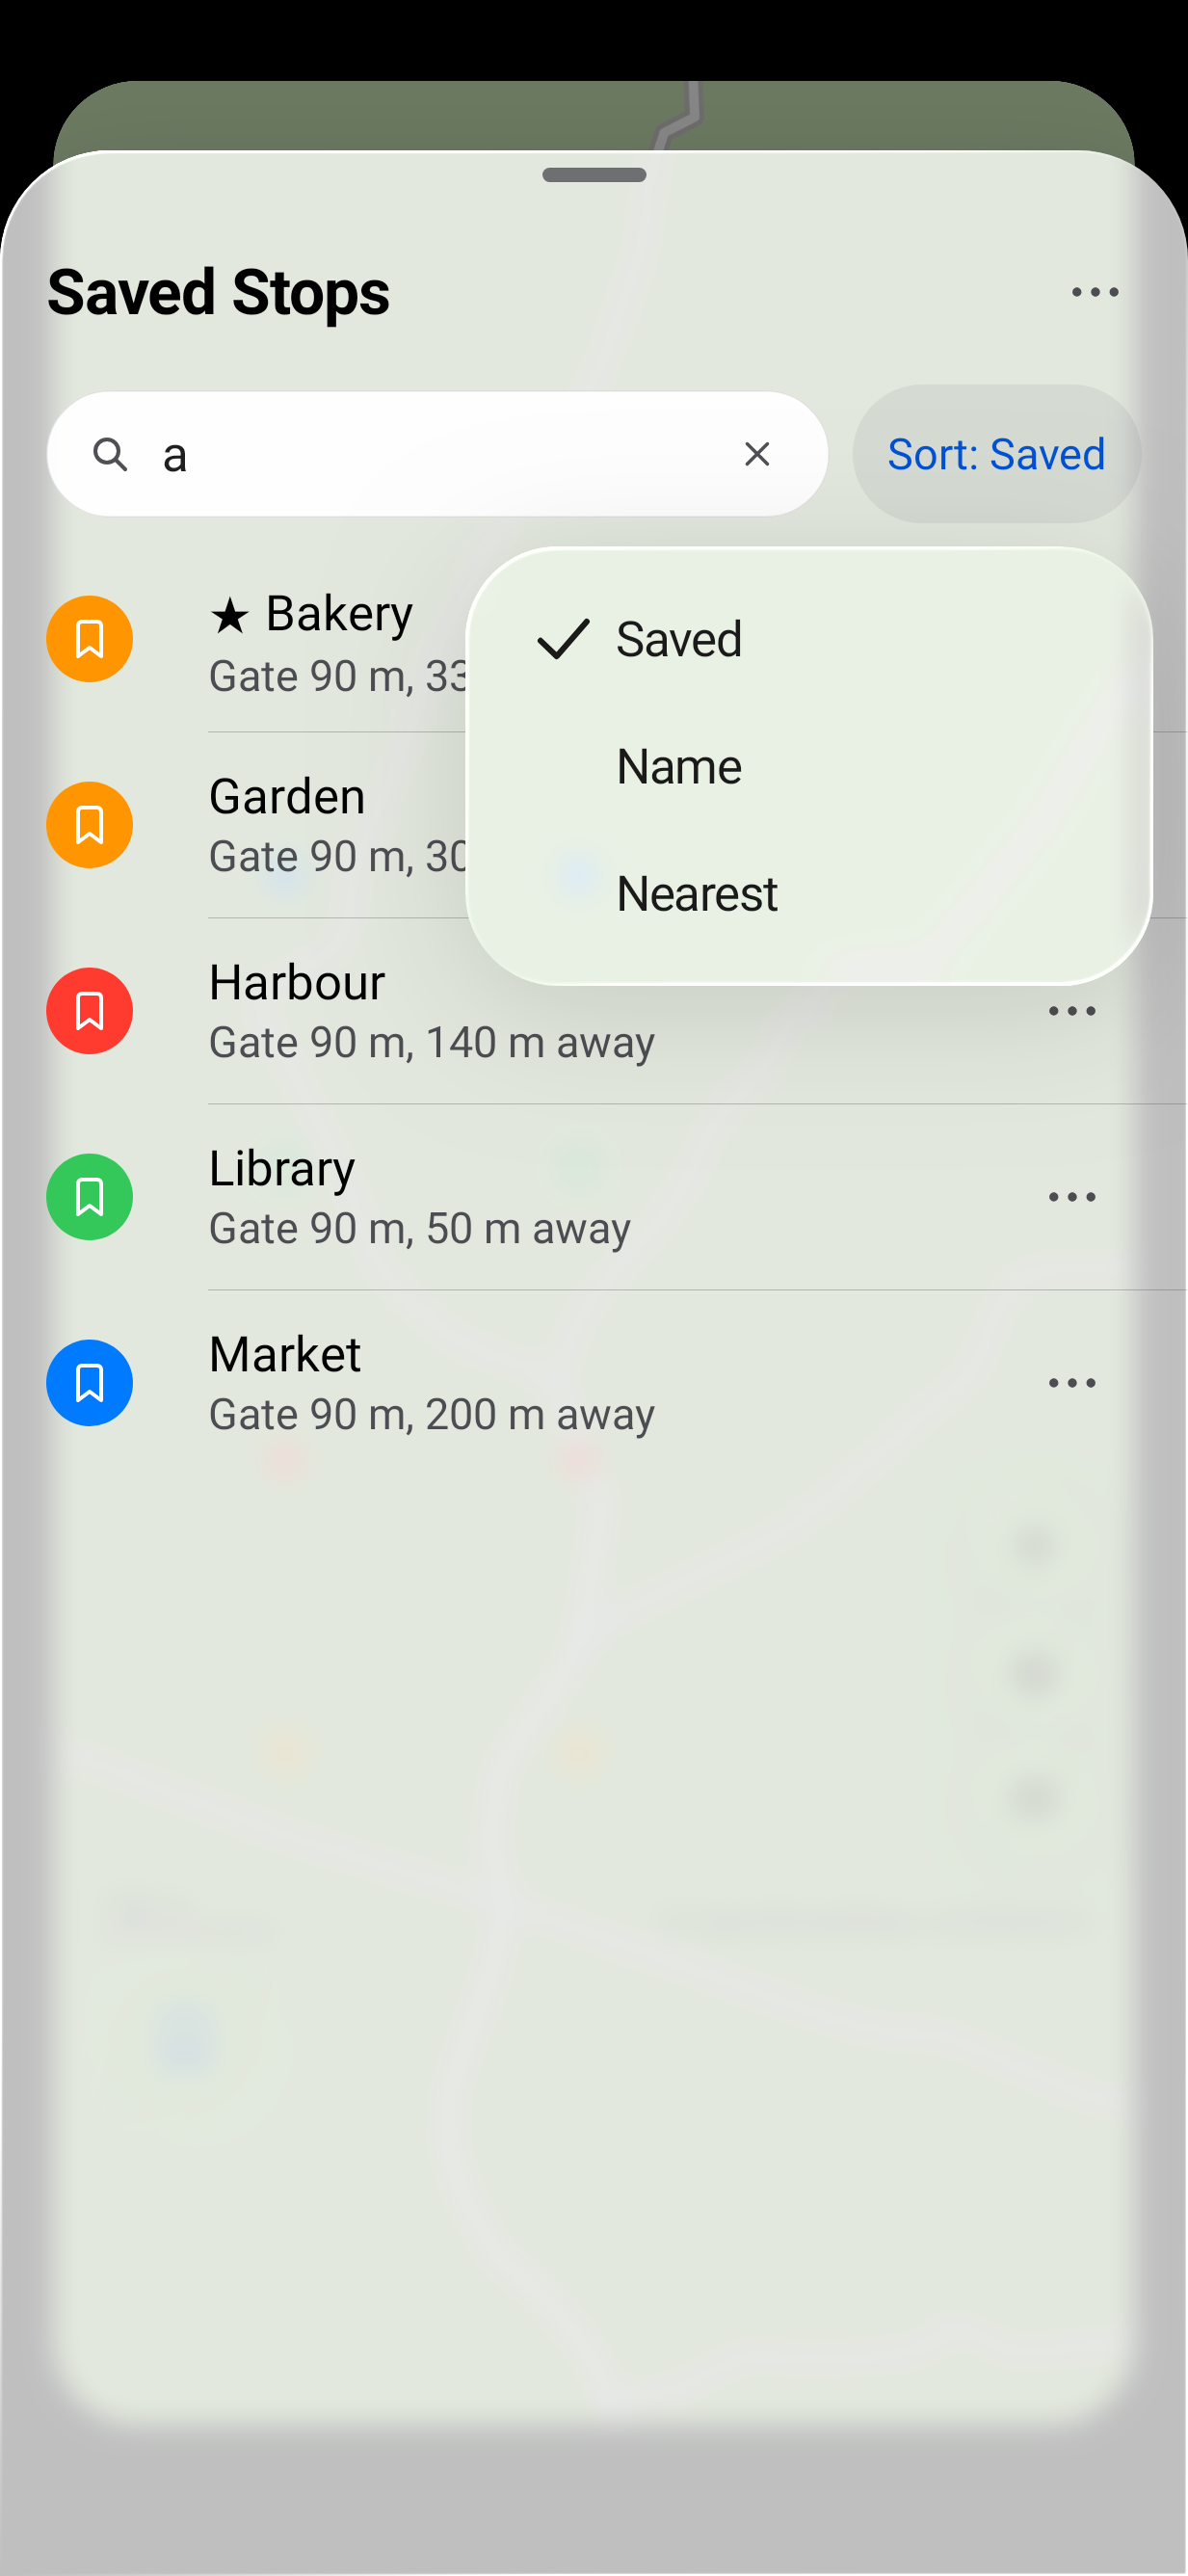 Saved Stops
a
Sort: Saved
★ Bakery
Gate 90 m, 33
Garden
Gate 90 m, 30
Saved
Name
Nearest
Harbour
Gate 90 m, 140 m away
Library
Gate 90 m, 50 m away
Market
Gate 90 m, 200 m away